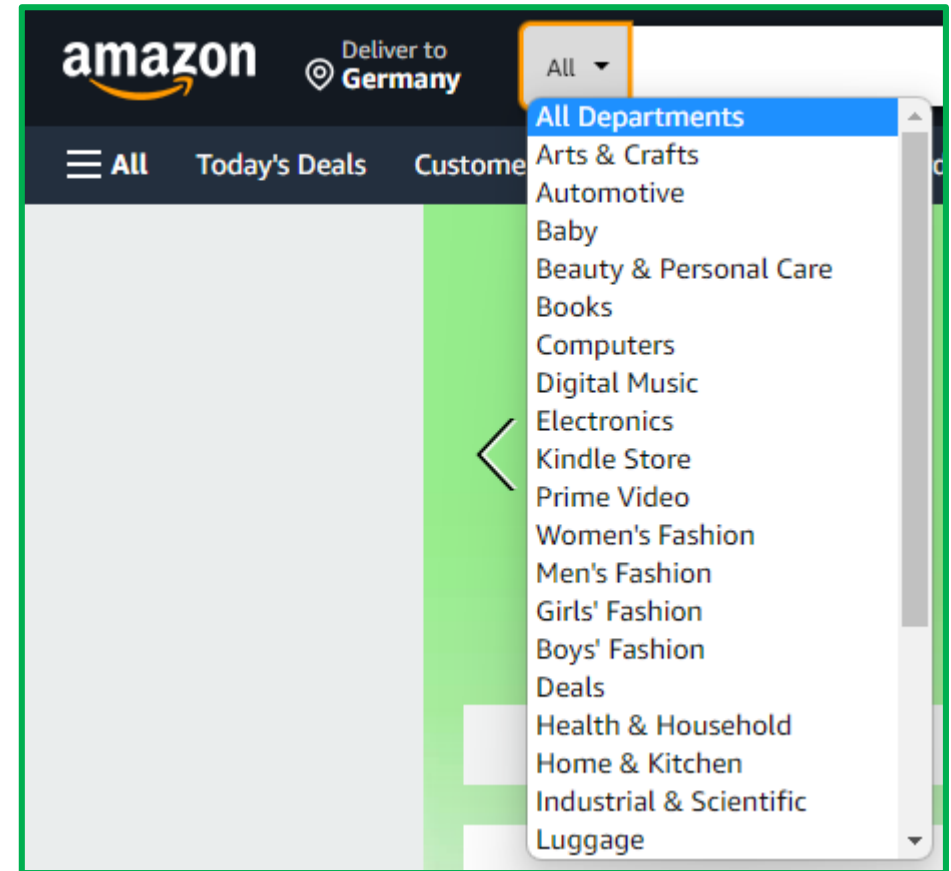 amazon
Deliver to
Germany
All
All Today's Deals Custome
All Departments
Arts & Crafts
Automotive
Baby
Beauty & Personal Care
Books
Computers
Digital Music
Electronics
Kindle Store
Prime Video
Women's Fashion
Men's Fashion
Girls' Fashion
Boys' Fashion
Deals
Health & Household
Home & Kitchen
Industrial & Scientific
Luggage